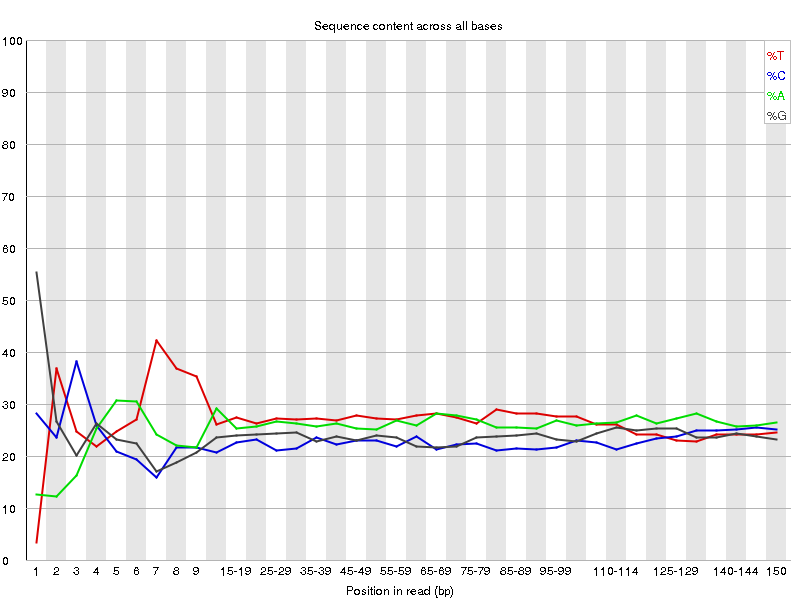 Sequence content across all bases
100
90
80
70
60
50
40
30
20
10
0
%T
%C
%A
%G
1 2 3 4 5 6 7 8 9 15-19 25-29 35-39 45-49 55-59 65-69 75-79 85-89 95-99 110-114 125-129 140-144 150
Position in read (bp)